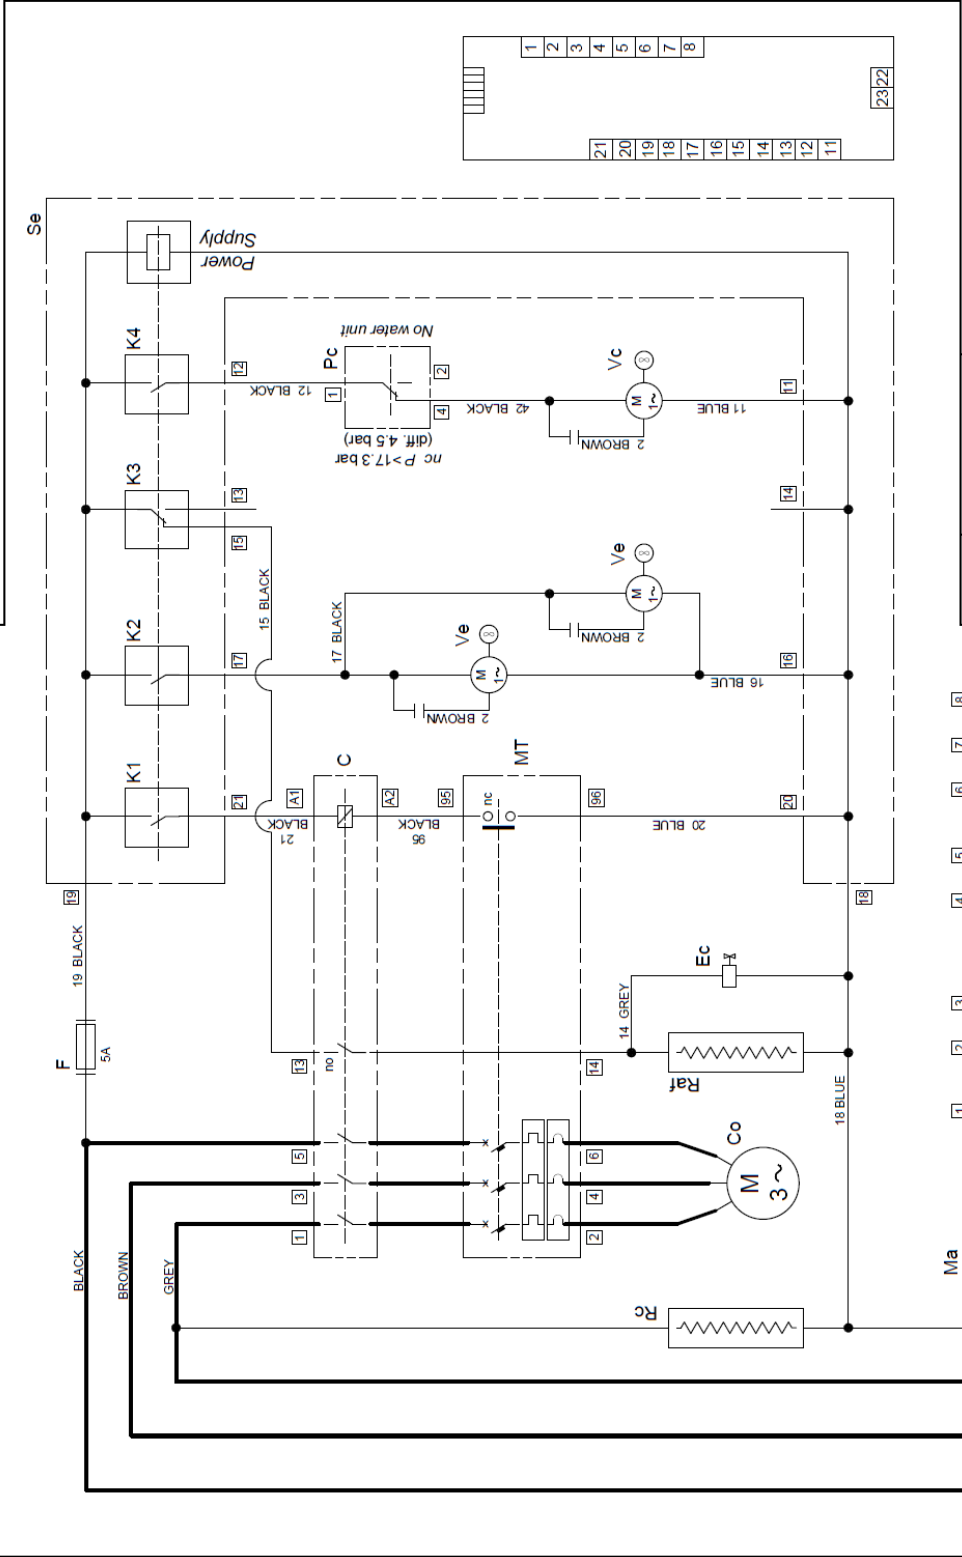 1 2 3 4 5 6 7 8
23 22
21 20 19 18 17 16 15 14 13 12 11
Se
Power
Supply
K4
12
12 BLACK
No water unit
Pc
1
2
4
nc P>17.3 bar
(diff. 4.5 bar)
42 BLACK
2 BROWN
M
1~
∞
Vc
11 BLUE
11
K3
13
15
15 BLACK
14
K2
17
17 BLACK
2 BROWN
M
1~
∞
Ve
2 BROWN
M
1~
∞
Ve
16 BLUE
16
K1
21
21
BLACK
A1
C
A2
95
BLACK
95
nc
MT
96
20 BLUE
20
19
18
19 BLACK
F
5A
13
no
14
14 GREY
Ec
Raf
18 BLUE
5
3
1
6
4
2
Co
M
3~
BLACK
BROWN
GREY
Rc
Ma
8
7
6
5
4
3
2
1